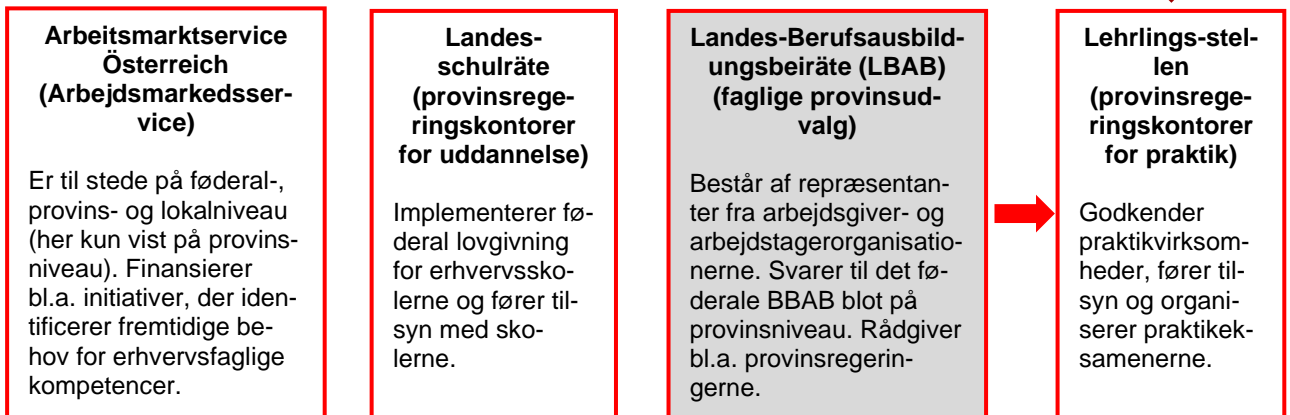 Arbeitsmarktservice
Österreich
(Arbejdsmarkedsser-
vice)
Er til stede på føderal-,
provins- og lokalniveau
(her kun vist på provins-
niveau). Finansierer
bl.a. initiativer, der iden-
tificerer fremtidige be-
hov for erhvervsfaglige
kompetencer.
Landes-
schulräte
(provinsrege-
ringskontorer
for uddannelse)
Implementerer fø-
deral lovgivning
for erhvervssko-
lerne og fører til-
syn med sko-
lerne.
Landes-Berufsausbild-
ungsbeiräte (LBAB)
(faglige provinsud-
valg)
Består af repræsentan-
ter fra arbejdsgiver- og
arbejdstagerorganisatio-
nerne. Svarer til det fø-
derale BBAB blot på
provinsniveau. Rådgiver
bl.a. provinsregerin-
gerne.
Lehrlings-stel-
len
(provinsrege-
ringskontorer
for praktik)
Godkender
praktikvirksom-
heder, fører til-
syn og organi-
serer praktikek-
samenerne.